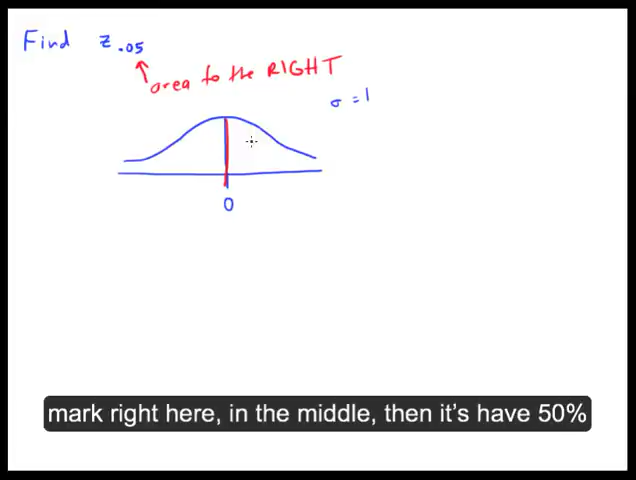 Find z.05
area to the RIGHT
σ = 1
0
mark right here, in the middle, then it's have 50%